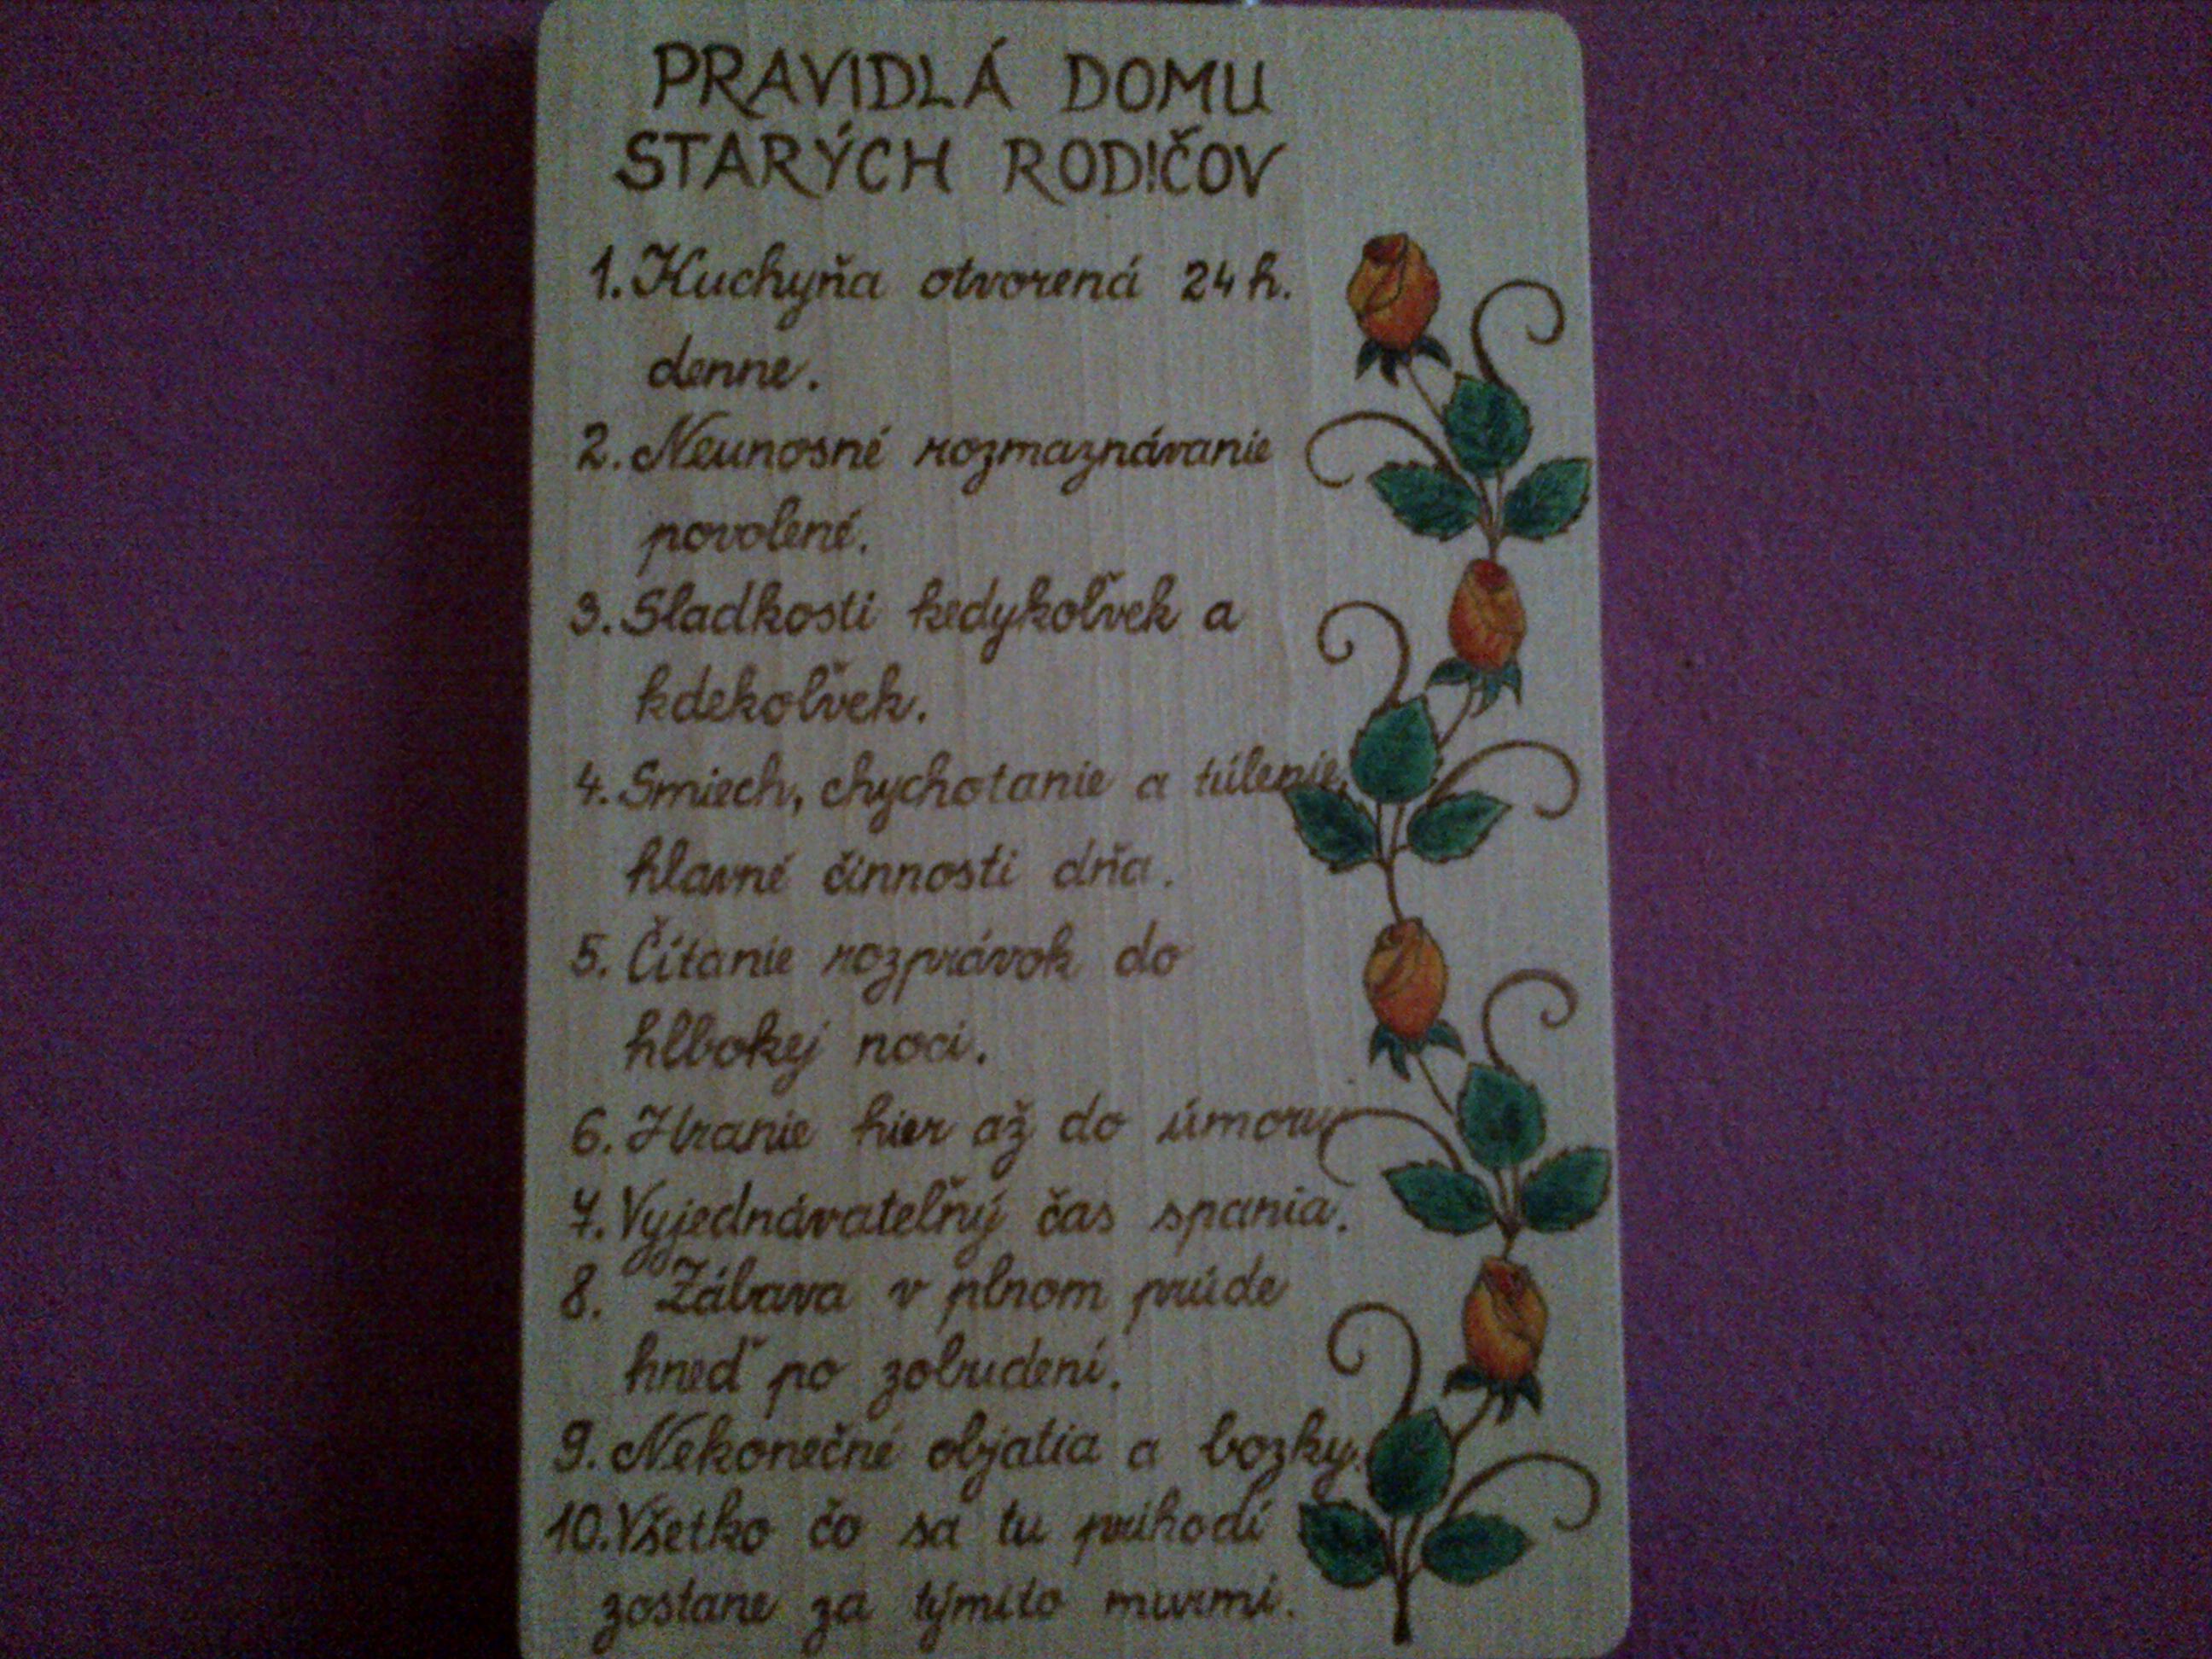 PRAVIDLÁ DOMU
STARÝCH RODIČOV
1. Kuchyňa otvorená 24 h.
denne.
2. Neunosné rozmaznávanie
povolené.
3. Sladkosti kedykoľvek a
kdekoľvek.
4. Smiech, chychotanie a túlenie,
hlavné činnosti dňa.
5. Čítanie rozprávok do
hlbokej noci.
6. Hranie hier až do úmoru
7. Vyjednávateľný čas spania.
8. Zábava v plnom prúde
hneď po zobudení.
9. Nekonečné objatia a bozky.
10. Všetko čo sa tu prihodí
zostane za týmito murmi.